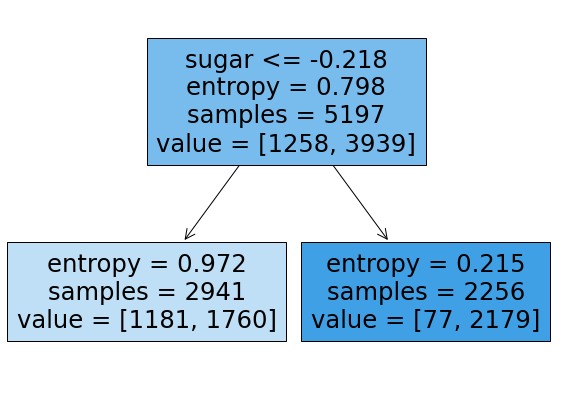 sugar <= -0.218
entropy = 0.798
samples = 5197
value = [1258, 3939]
entropy = 0.972
samples = 2941
value = [1181, 1760]
entropy = 0.215
samples = 2256
value = [77, 2179]